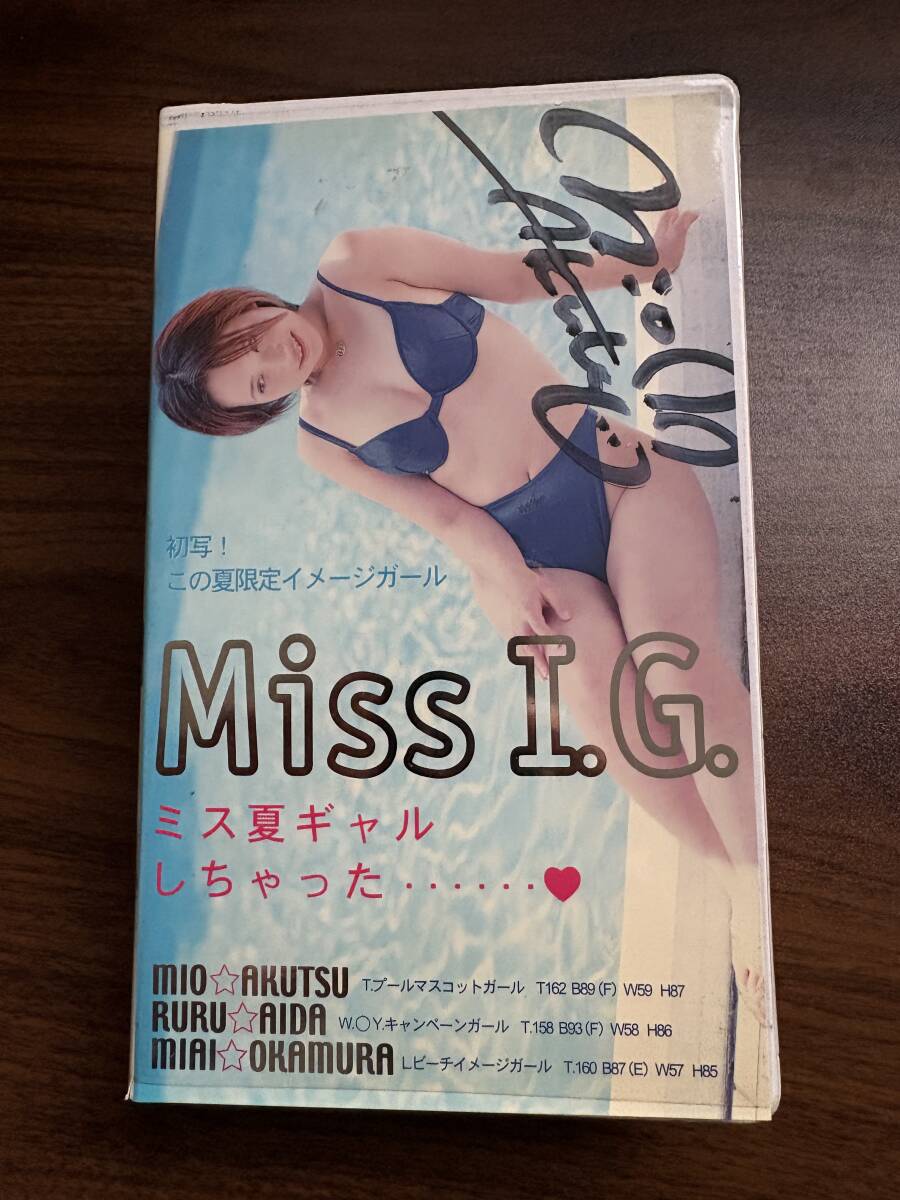 Mio Akutsu
初写!
この夏限定イメージガール
Miss I.G.
ミス夏ギャル
しちゃった・・・・・・♥
MIO☆AKUTSU T.プールマスコットガール T162 B89(F) W59 H87
RURU☆AIDA W.○Y.キャンペーンガール T.158 B93(F) W58 H86
MIAI☆OKAMURA L.ビーチイメージガール T.160 B87(E) W57 H85